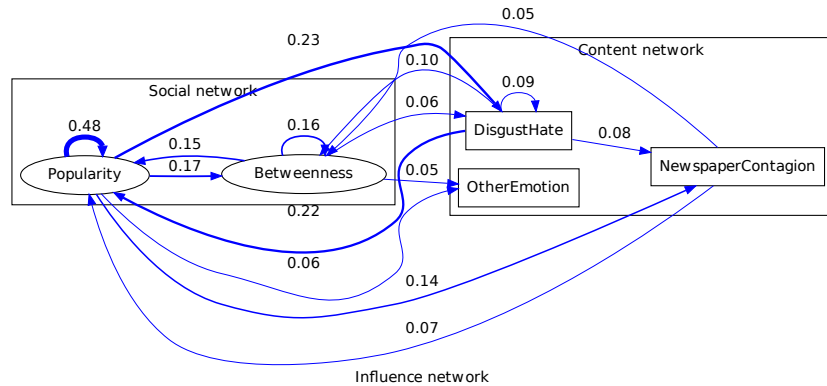 0.05
0.23
Content network
0.10
0.09
Social network
0.06
0.48
0.16
DisgustHate
0.08
0.15
NewspaperContagion
Popularity
0.17
Betweenness
0.05
OtherEmotion
0.22
0.06
0.14
0.07
Influence network